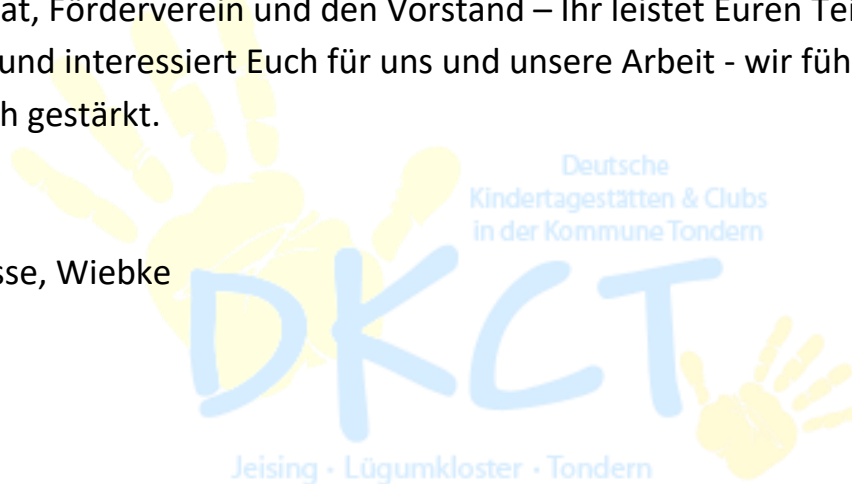 at, Förderverein und den Vorstand – Ihr leistet Euren Tei
und interessiert Euch für uns und unsere Arbeit - wir füh
h gestärkt.
Deutsche
Kindertagestätten & Clubs
in der Kommune Tondern
sse, Wiebke
DKCT
Jeising · Lügumkloster · Tondern